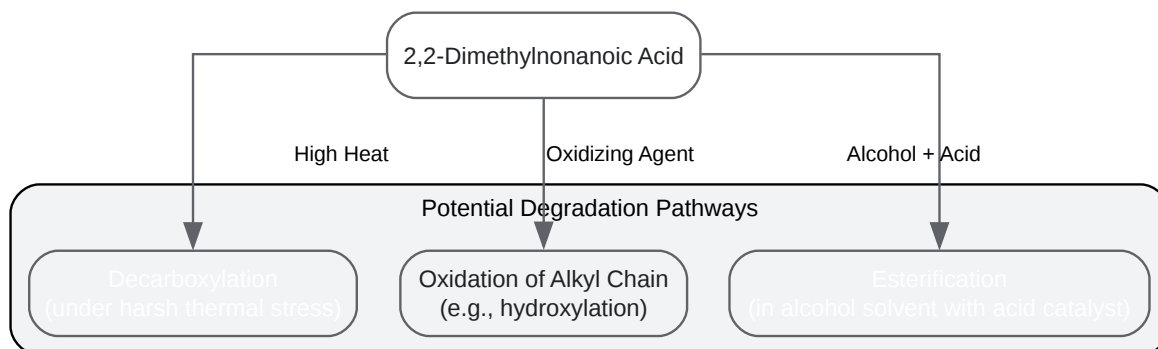 2,2-Dimethylnonanoic Acid
High Heat
Oxidizing Agent
Alcohol + Acid
Potential Degradation Pathways
Decarboxylation
(under harsh thermal stress)
Oxidation of Alkyl Chain
(e.g., hydroxylation)
Esterification
(in alcohol solvent with acid catalyst)